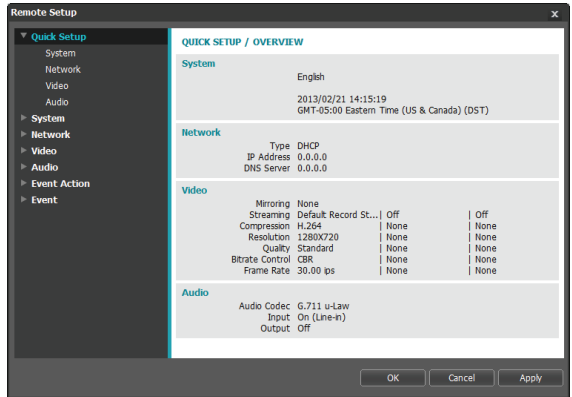 Remote Setup
x
Quick Setup
System
Network
Video
Audio
System
Network
Video
Audio
Event Action
Event
QUICK SETUP / OVERVIEW
System
English
2013/02/21 14:15:19
GMT-05:00 Eastern Time (US & Canada) (DST)
Network
Type DHCP
IP Address 0.0.0.0
DNS Server 0.0.0.0
Video
Mirroring None
Streaming Default Record St...| Off | Off
Compression H.264 | None | None
Resolution 1280X720 | None | None
Quality Standard | None | None
Bitrate Control CBR | None | None
Frame Rate 30.00 ips | None | None
Audio
Audio Codec G.711 u-Law
Input On (Line-in)
Output Off
OK Cancel Apply